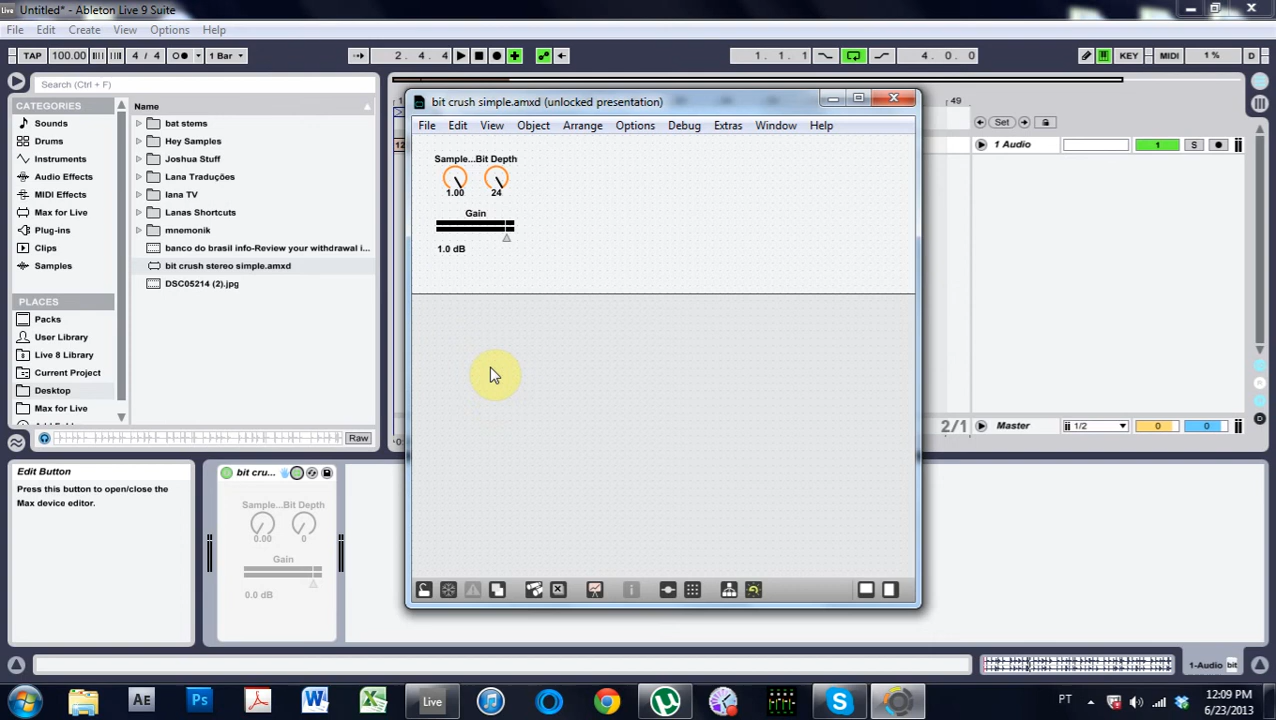 Untitled* - Ableton Live 9 Suite
File Edit Create View Options Help
TAP 100.00 4 / 4 1 Bar 2 . 4 . 4 1 . 1 . 1 4 . 0 . 0 KEY MIDI 1 % D
Search (Ctrl + F)
CATEGORIES
Sounds
Drums
Instruments
Audio Effects
MIDI Effects
Max for Live
Plug-ins
Clips
Samples
PLACES
Packs
User Library
Live 8 Library
Current Project
Desktop
Max for Live
Name
bat stems
Hey Samples
Joshua Stuff
Lana Traduções
lana TV
Lanas Shortcuts
mnemonik
banco do brasil info-Review your withdrawal i...
bit crush stereo simple.amxd
DSC05214 (2).jpg
Raw
bit crush simple.amxd (unlocked presentation)
File Edit View Object Arrange Options Debug Extras Window Help
Sample... Bit Depth
1.00 24
Gain
1.0 dB
49
Set
1 Audio 1 S
2/1 Master 1/2 0 0
Edit Button
Press this button to open/close the
Max device editor.
bit cru...
Sample... Bit Depth
0.00 0
Gain
0.0 dB
1-Audio bit
Ae Ps W X Live S PT 12:09 PM
6/23/2013